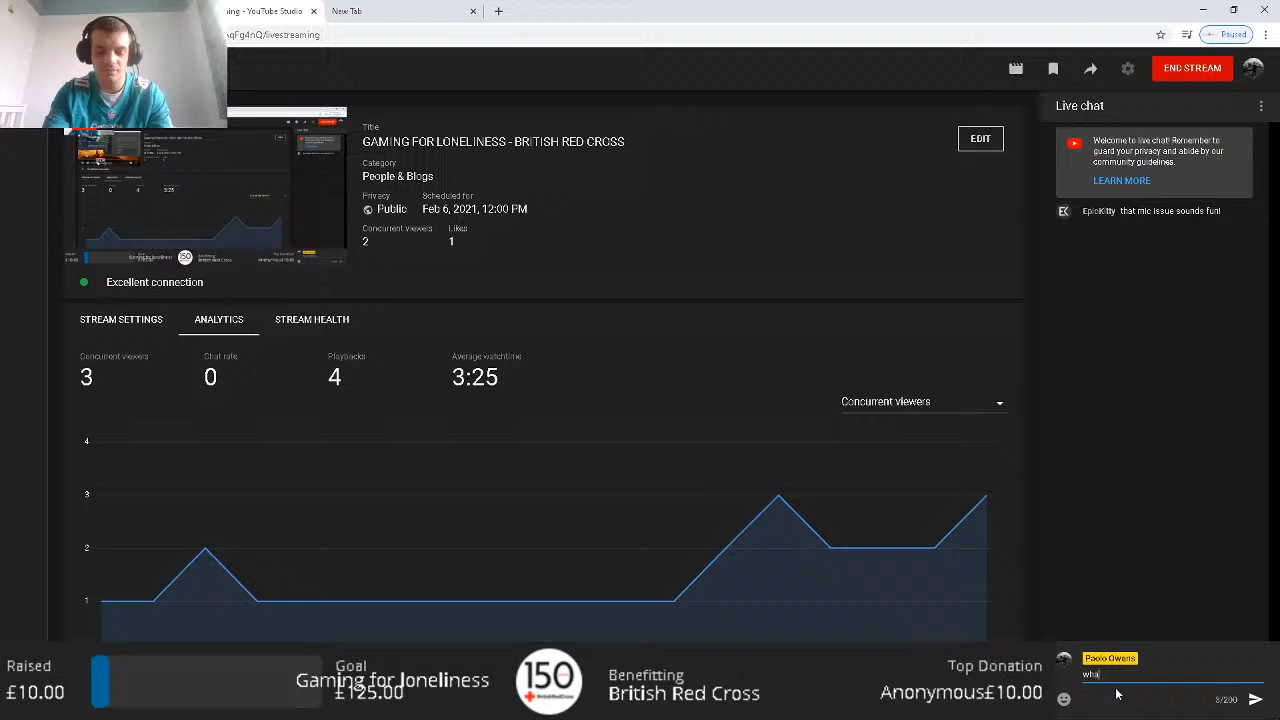 ng - YouTube Studio
New Tab
AqFg4nQ/livestreaming
Paused
END STREAM
Live chat
Title
GAMING FOR LONELINESS - BRITISH RED CROSS
EDIT
Category
People & Blogs
Privacy
Scheduled for
Public
Feb 6, 2021, 12:00 PM
Concurrent viewers
Likes
2
1
Welcome to live chat! Remember to
guard your privacy and abide by our
community guidelines.
LEARN MORE
EpicKitty that mic issue sounds fun!
Excellent connection
STREAM SETTINGS
ANALYTICS
STREAM HEALTH
Concurrent viewers
Chat rate
Playbacks
Average watchtime
3
0
4
3:25
Concurrent viewers
4
3
2
1
Raised
£10.00
Goal
£125.00
Gaming for loneliness
150
BritishRedCross
Benefitting
British Red Cross
Top Donation
Anonymous£10.00
Paolo Owens
wha
3/200